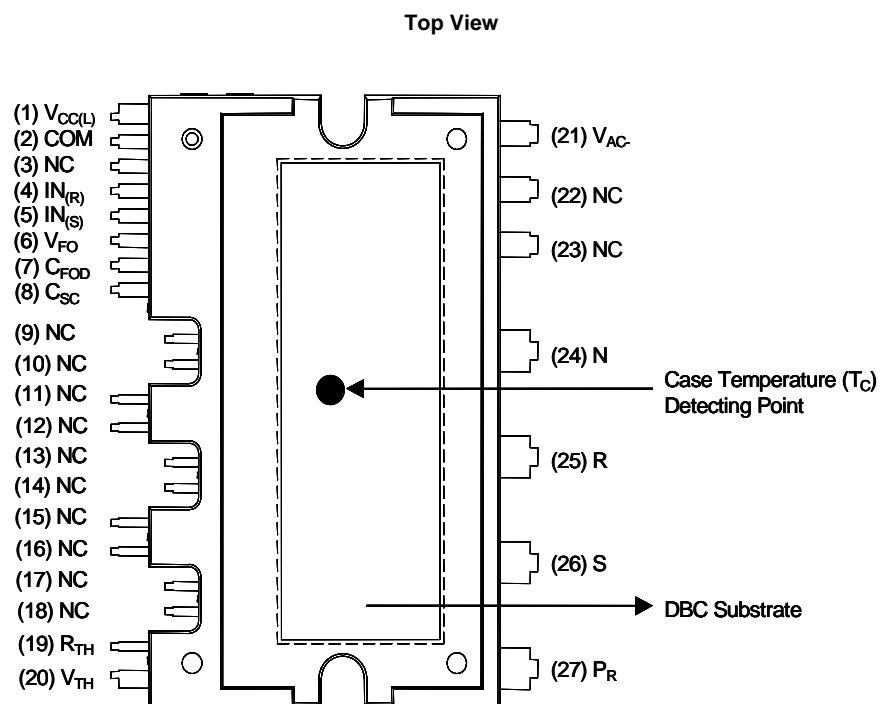 Top View
(1) VCC(L)
(2) COM
(3) NC
(4) IN(R)
(5) IN(S)
(6) VFO
(7) CFOD
(8) CSC
(9) NC
(10) NC
(11) NC
(12) NC
(13) NC
(14) NC
(15) NC
(16) NC
(17) NC
(18) NC
(19) RTH
(20) VTH
(21) VAC-
(22) NC
(23) NC
(24) N
Case Temperature (TC)
Detecting Point
(25) R
(26) S
DBC Substrate
(27) PR